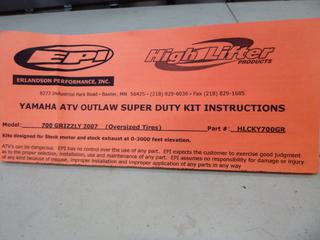 EPI
ERLANDSON PERFORMANCE, INC.
High Lifter
PRODUCTS
8273 Industrial Park Road • Baxter, MN 56425 • (218) 829-6036 • Fax (218) 829-1685
YAMAHA ATV OUTLAW SUPER DUTY KIT INSTRUCTIONS
Model: 700 GRIZZLY 2007 (Oversized Tires) Part #: HLCKY700GR
Kits designed for Stock motor and stock exhaust at 0-3000 feet elevation.
ATV's can be dangerous. EPI has no control over the use of any part. EPI expects the customer to exercise good judgment
as to the proper selection, installation, use and maintenance of any part. EPI assumes no responsibility for damage or injury
of any kind because of misuse, improper installation and improper application of any parts in any way